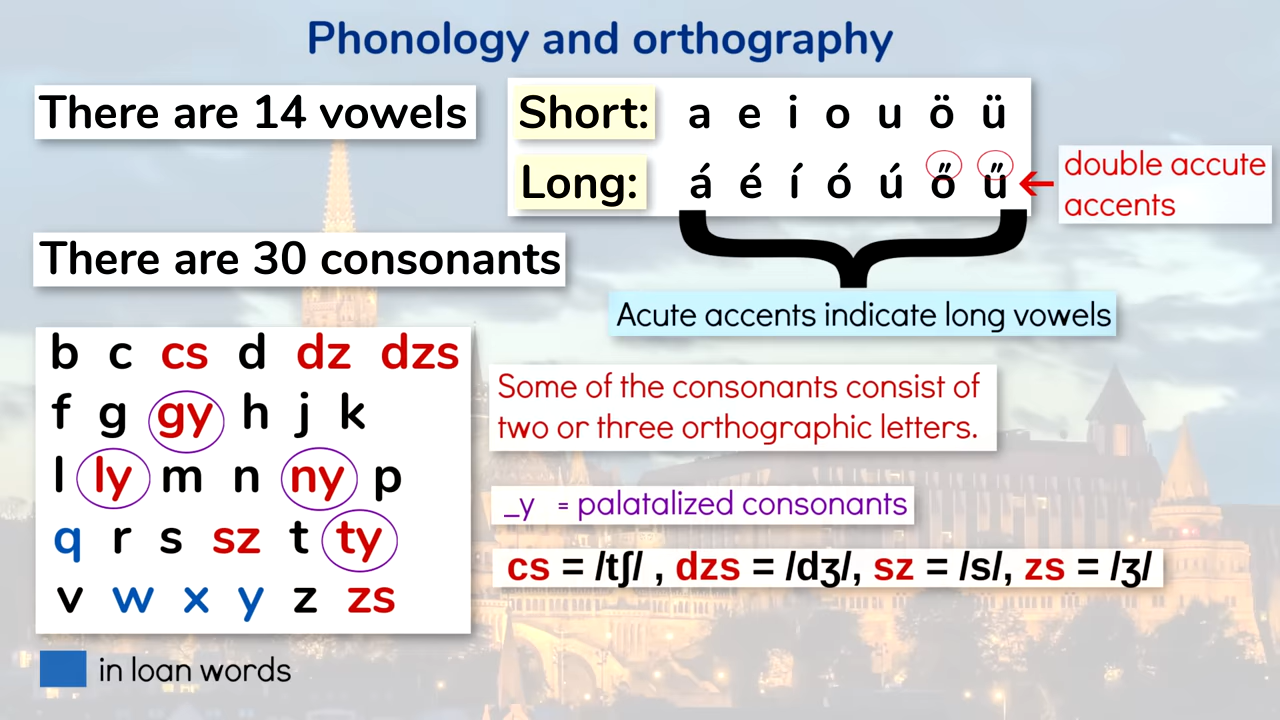 Phonology and orthography
There are 14 vowels
Short: a e i o u ö ü
Long: á é í ó ú ő ű
double accute
accents
There are 30 consonants
Acute accents indicate long vowels
b c cs d dz dzs
f g gy h j k
l ly m n ny p
q r s sz t ty
v w x y z zs
Some of the consonants consist of
two or three orthographic letters.
_y = palatalized consonants
cs = /tʃ/ , dzs = /dʒ/, sz = /s/, zs = /ʒ/
in loan words